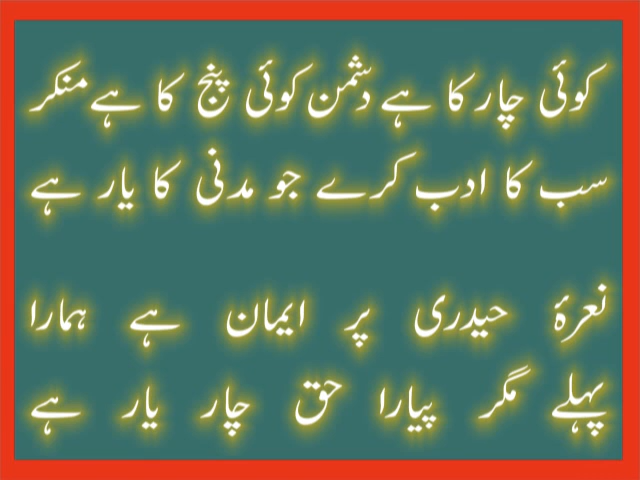 کوئی چار کا ہے دشمن کوئی پنج کا ہے منکر
سب کا ادب کرے جو مدنی کا یار ہے
نعرۂ حیدری پر ایمان ہے ہمارا
پہلے مگر پیارا حق چار یار ہے